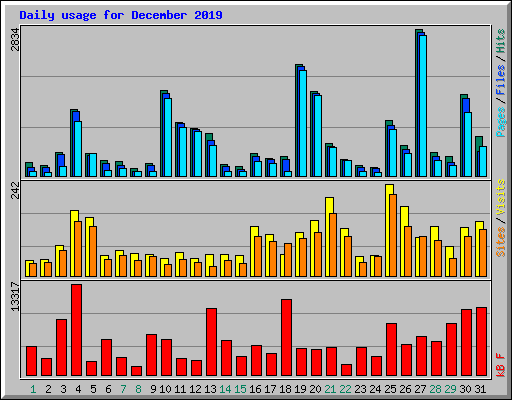 Daily usage for December 2019
2834
Pages / Files / Hits
242
Sites / Visits
13317
kB F
1 2 3 4 5 6 7 8 9 10 11 12 13 14 15 16 17 18 19 20 21 22 23 24 25 26 27 28 29 30 31